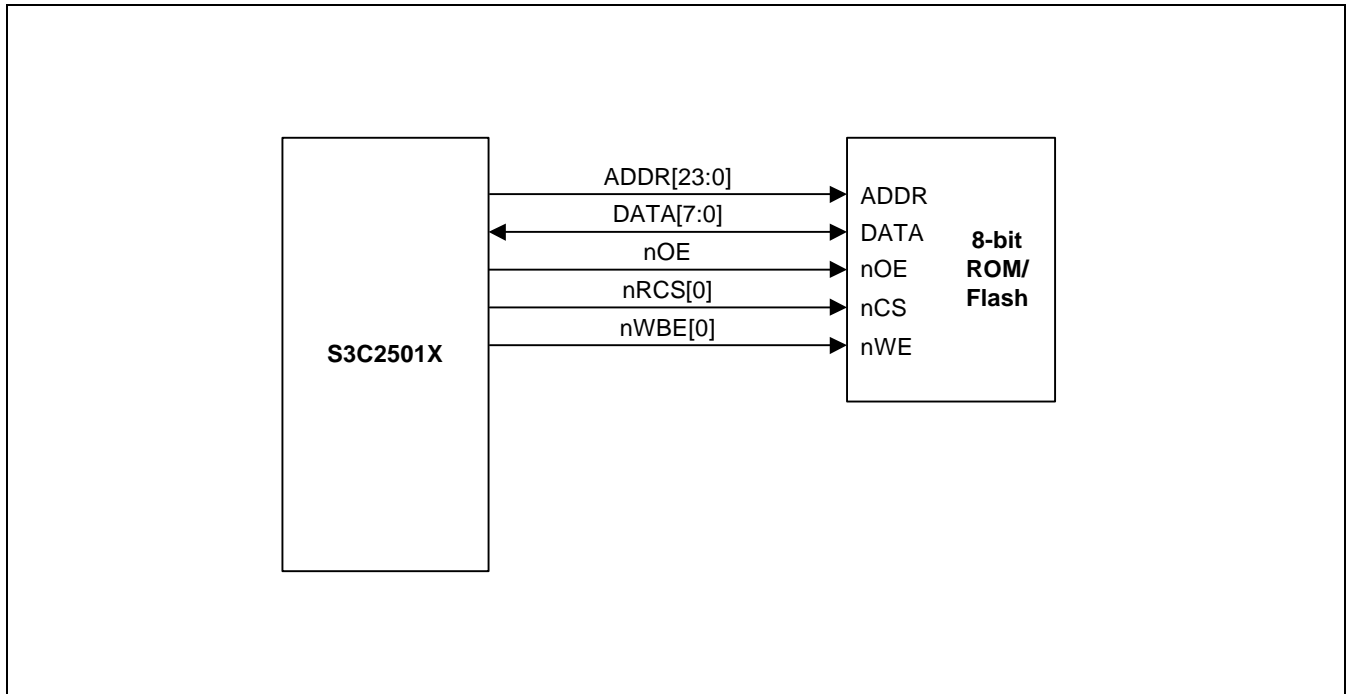 S3C2501X
ADDR[23:0]
DATA[7:0]
nOE
nRCS[0]
nWBE[0]
ADDR
DATA
nOE
nCS
nWE
8-bit
ROM/
Flash